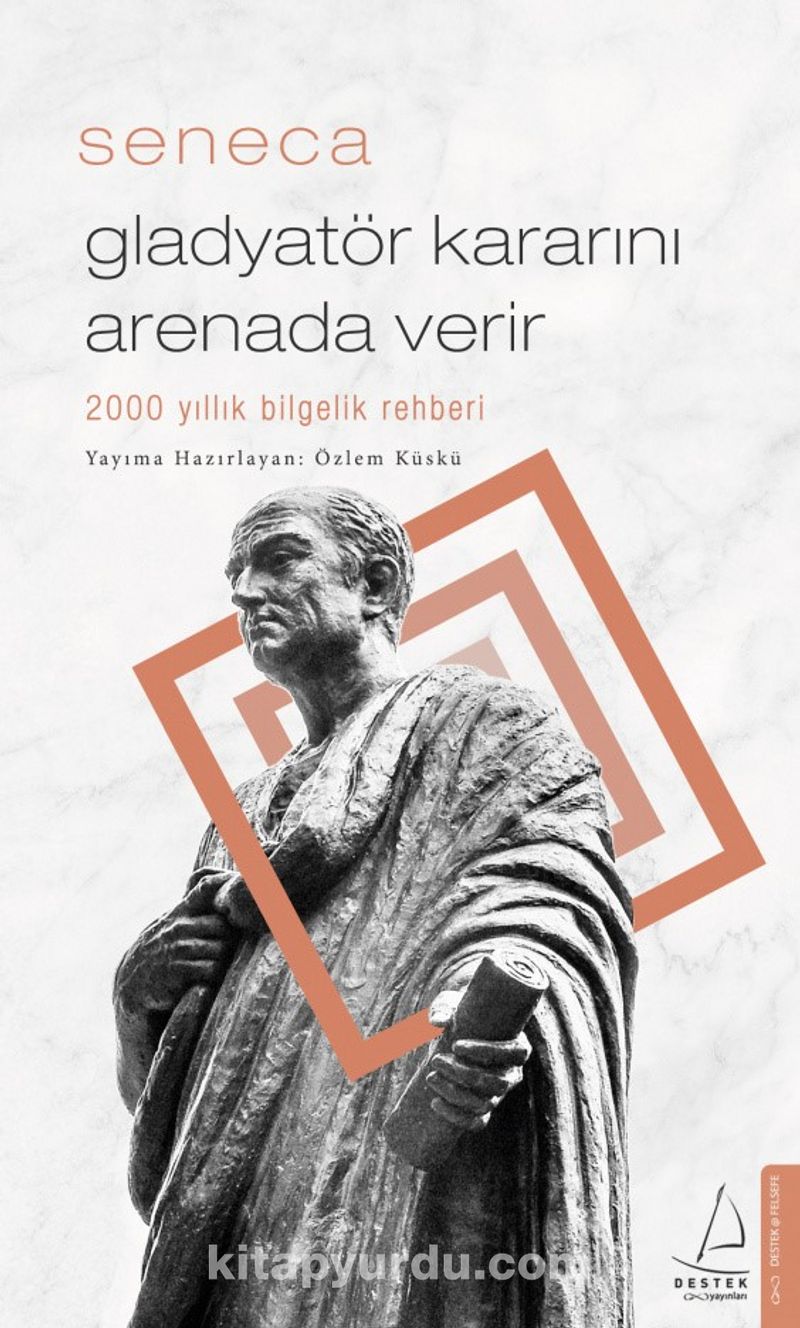 seneca
gladyatör kararını
arenada verir
2000 yıllık bilgelik rehberi
Yayıma Hazırlayan: Özlem Küskü
kitapyurdu.com
DESTEK
yayınları
DESTEK @ FELSEFE